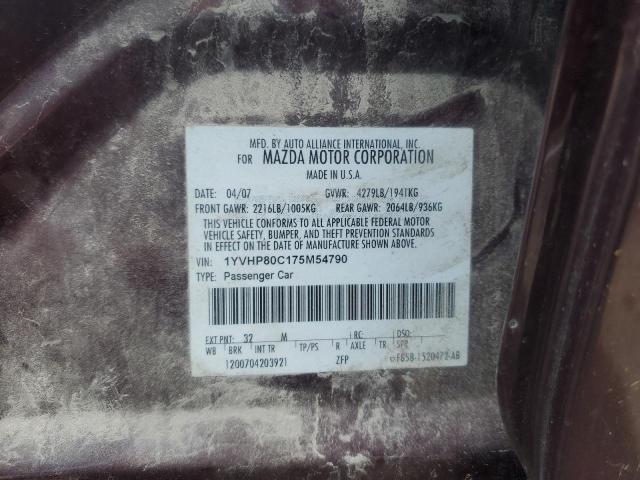 MFD. BY AUTO ALLIANCE INTERNATIONAL, INC.
FOR MAZDA MOTOR CORPORATION
MADE IN U.S.A.
DATE: 04/07 GVWR: 4279LB/1941KG
FRONT GAWR: 2216LB/1005KG REAR GAWR: 2064LB/936KG
THIS VEHICLE CONFORMS TO ALL APPLICABLE FEDERAL MOTOR
VEHICLE SAFETY, BUMPER, AND THEFT PREVENTION STANDARDS
IN EFFECT ON THE DATE OF MANUFACTURE SHOWN ABOVE.
VIN: 1YVHP80C175M54790
TYPE: Passenger Car
EXT PNT: 32 M RC: DSO:
WB BRK INT TR TP/PS R AXLE TR SPR
1200704203921 ZFP